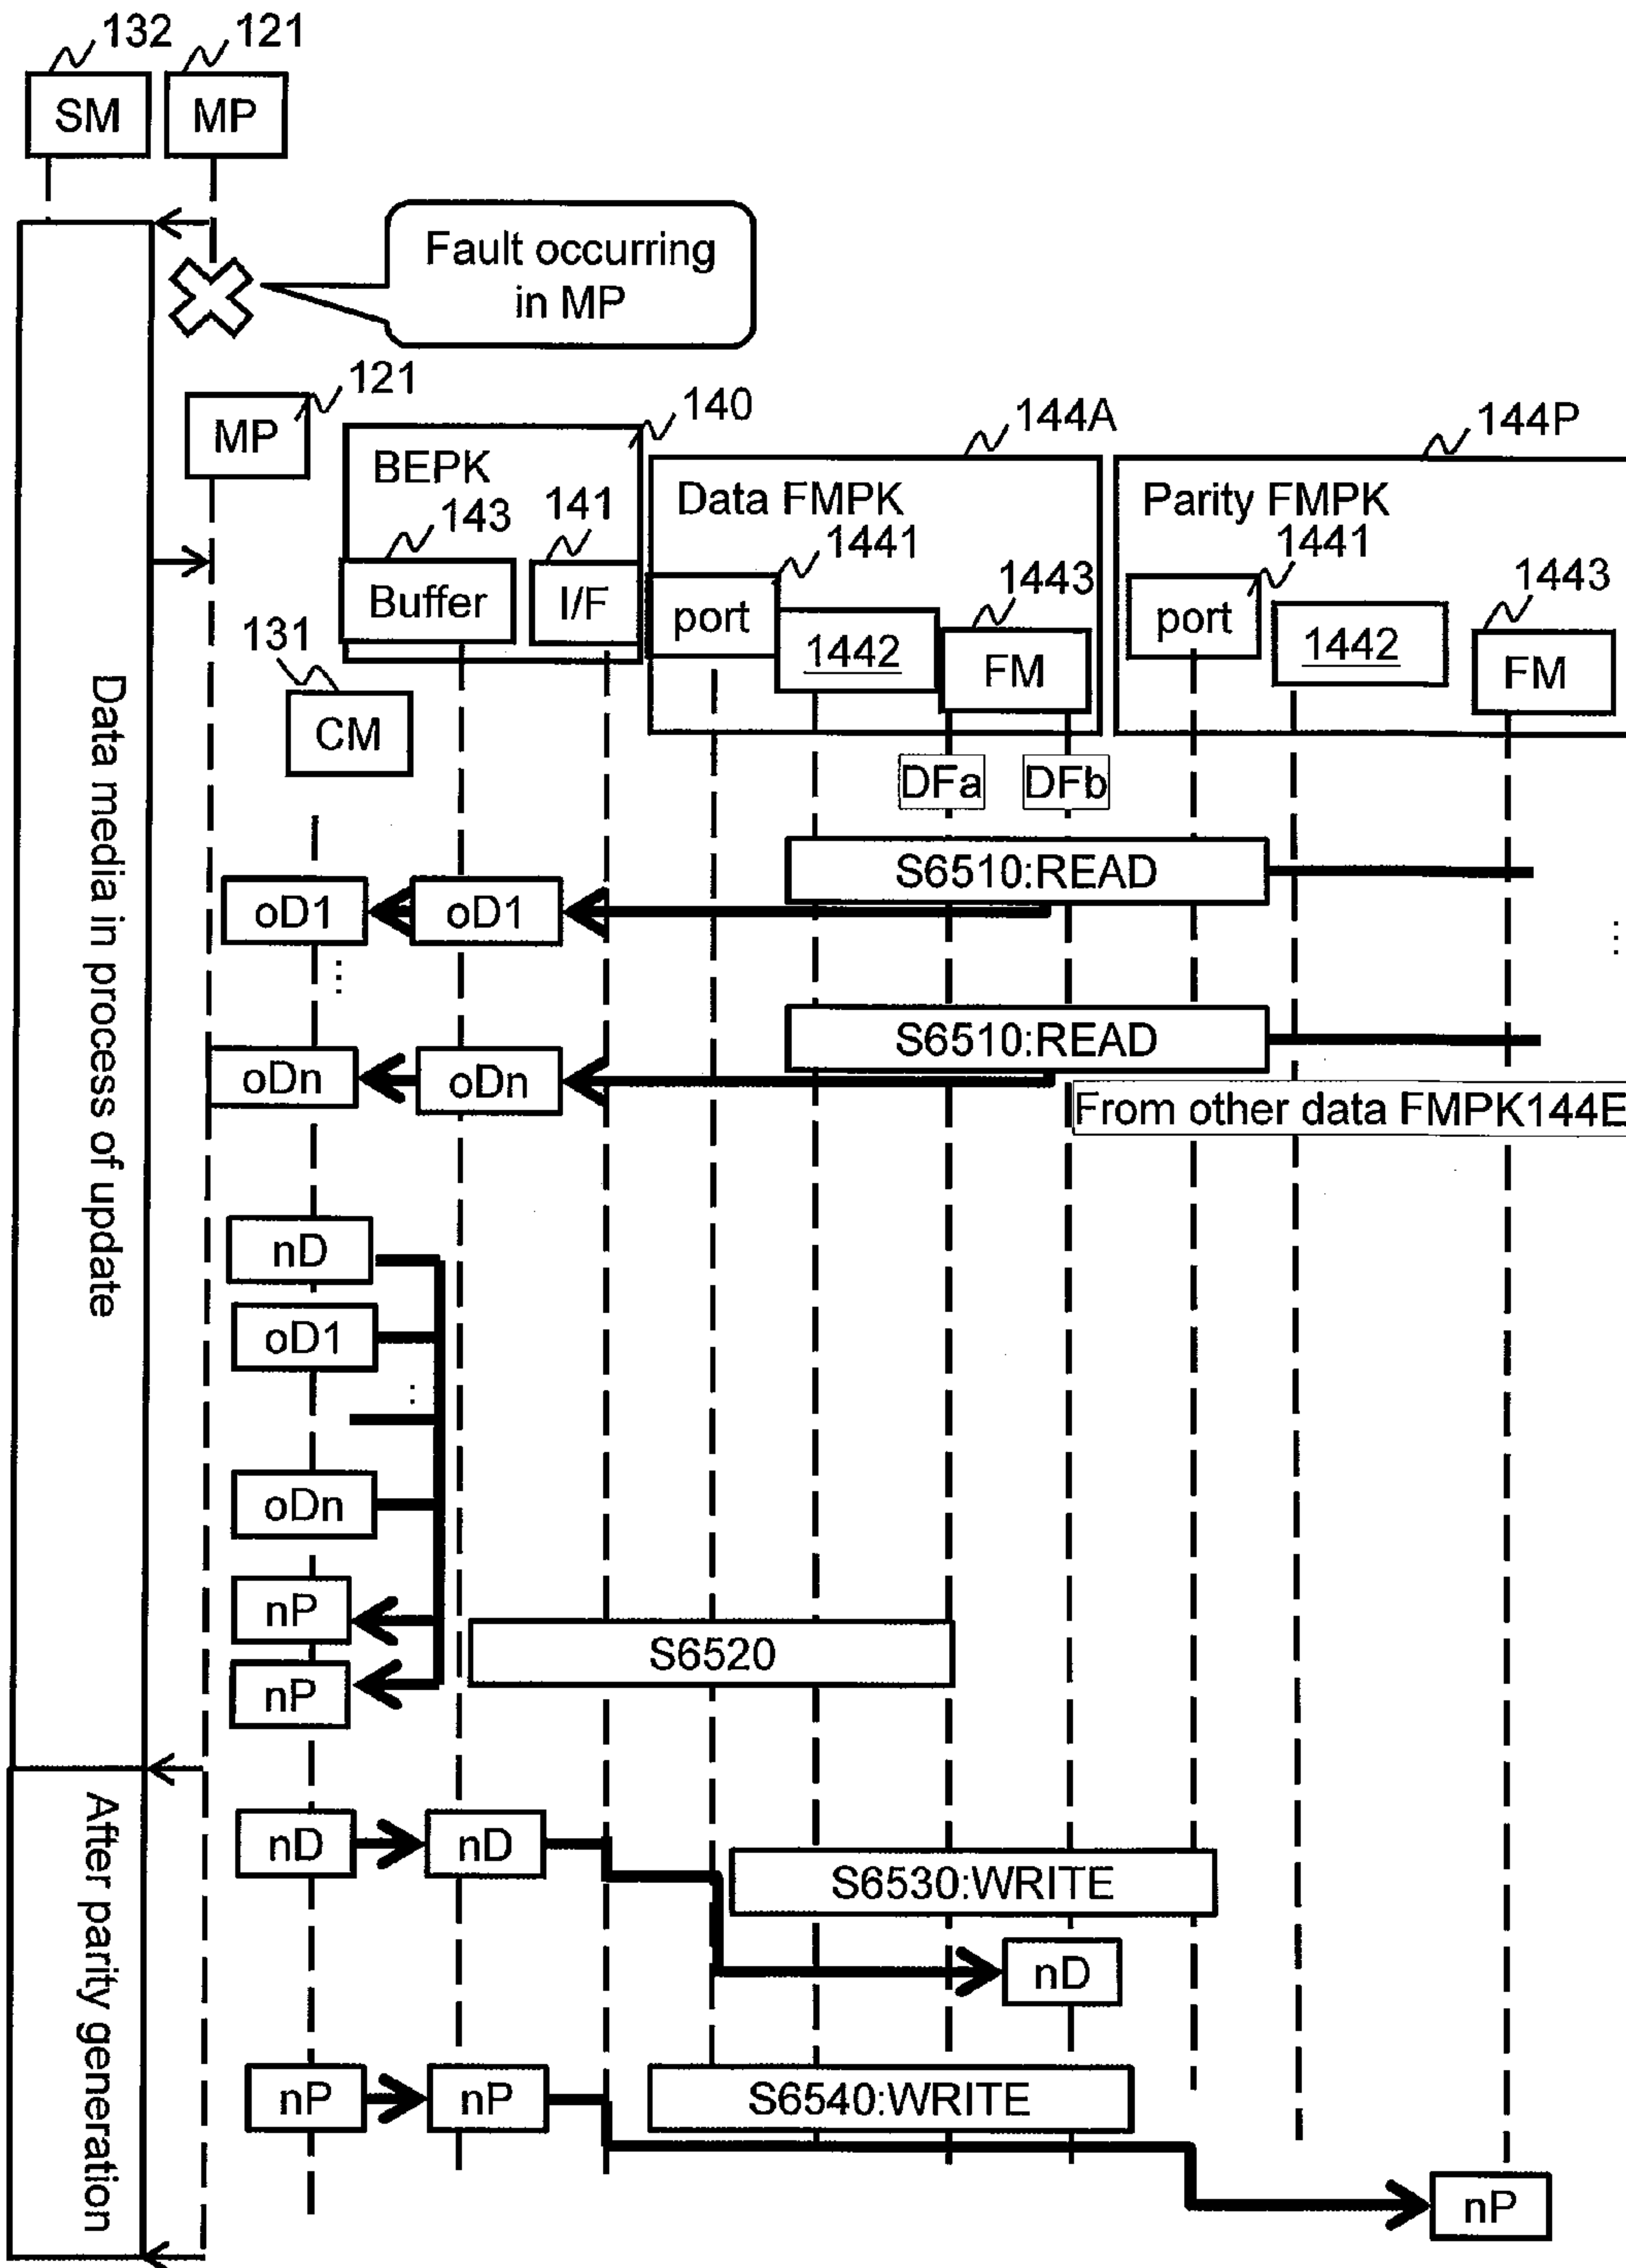 132
121
SM
MP
Fault occurring
in MP
121
MP
140
144A
144P
BEPK
Data FMPK
Parity FMPK
143
141
1441
1441
1443
1443
Buffer
I/F
port
1442
FM
port
1442
FM
131
CM
DFa
DFb
Data media in process of update
S6510:READ
oD1
oD1
...
...
S6510:READ
oDn
oDn
From other data FMPK144E
nD
oD1
..
oDn
nP
S6520
nP
After parity generation
nD
nD
S6530:WRITE
nD
nP
nP
S6540:WRITE
nP